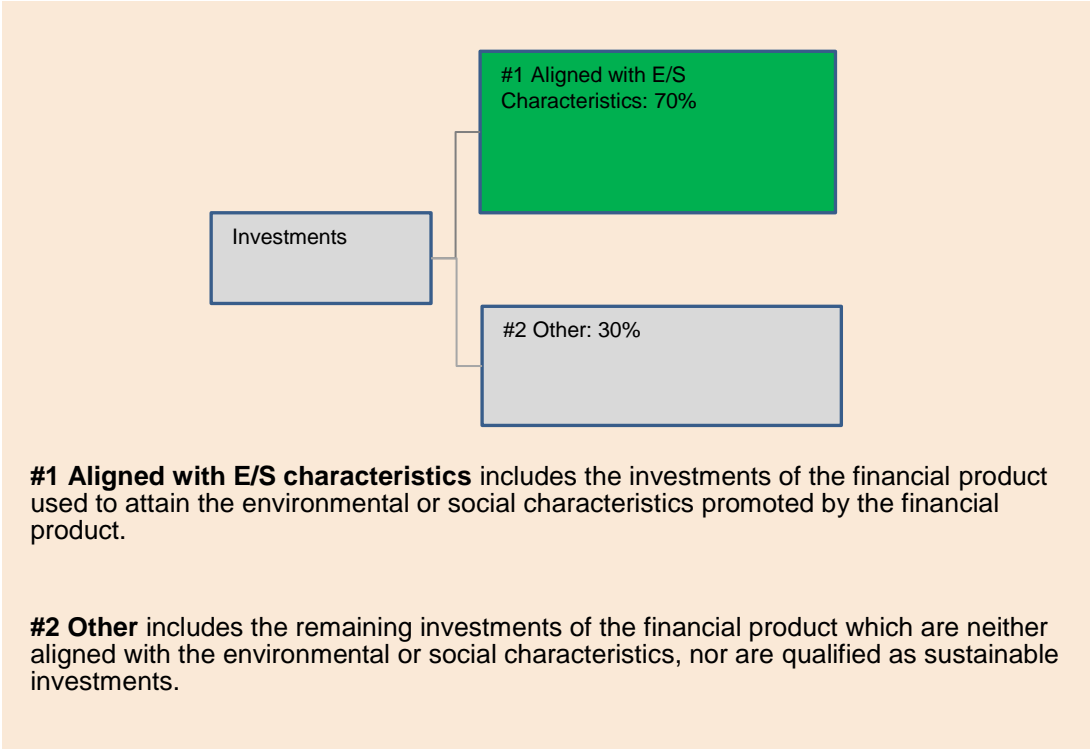 #1 Aligned with E/S
Characteristics: 70%
Investments
#2 Other: 30%
#1 Aligned with E/S characteristics includes the investments of the financial product
used to attain the environmental or social characteristics promoted by the financial
product.
#2 Other includes the remaining investments of the financial product which are neither
aligned with the environmental or social characteristics, nor are qualified as sustainable
investments.